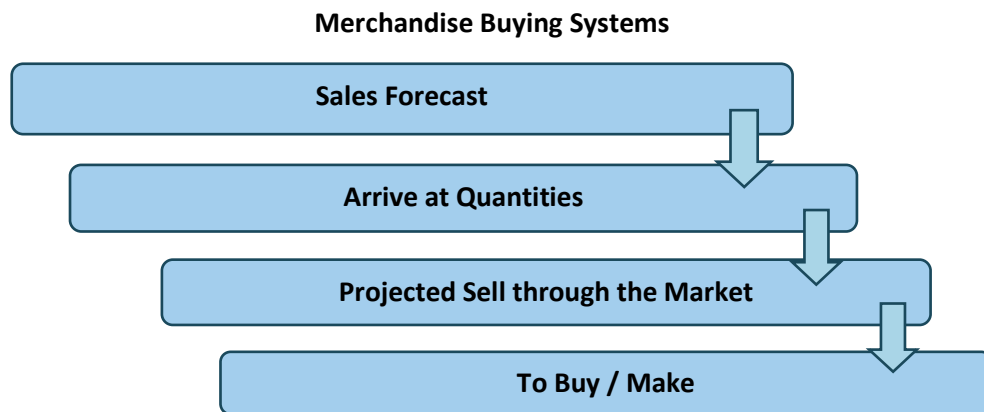 Merchandise Buying Systems
Sales Forecast
Arrive at Quantities
Projected Sell through the Market
To Buy / Make